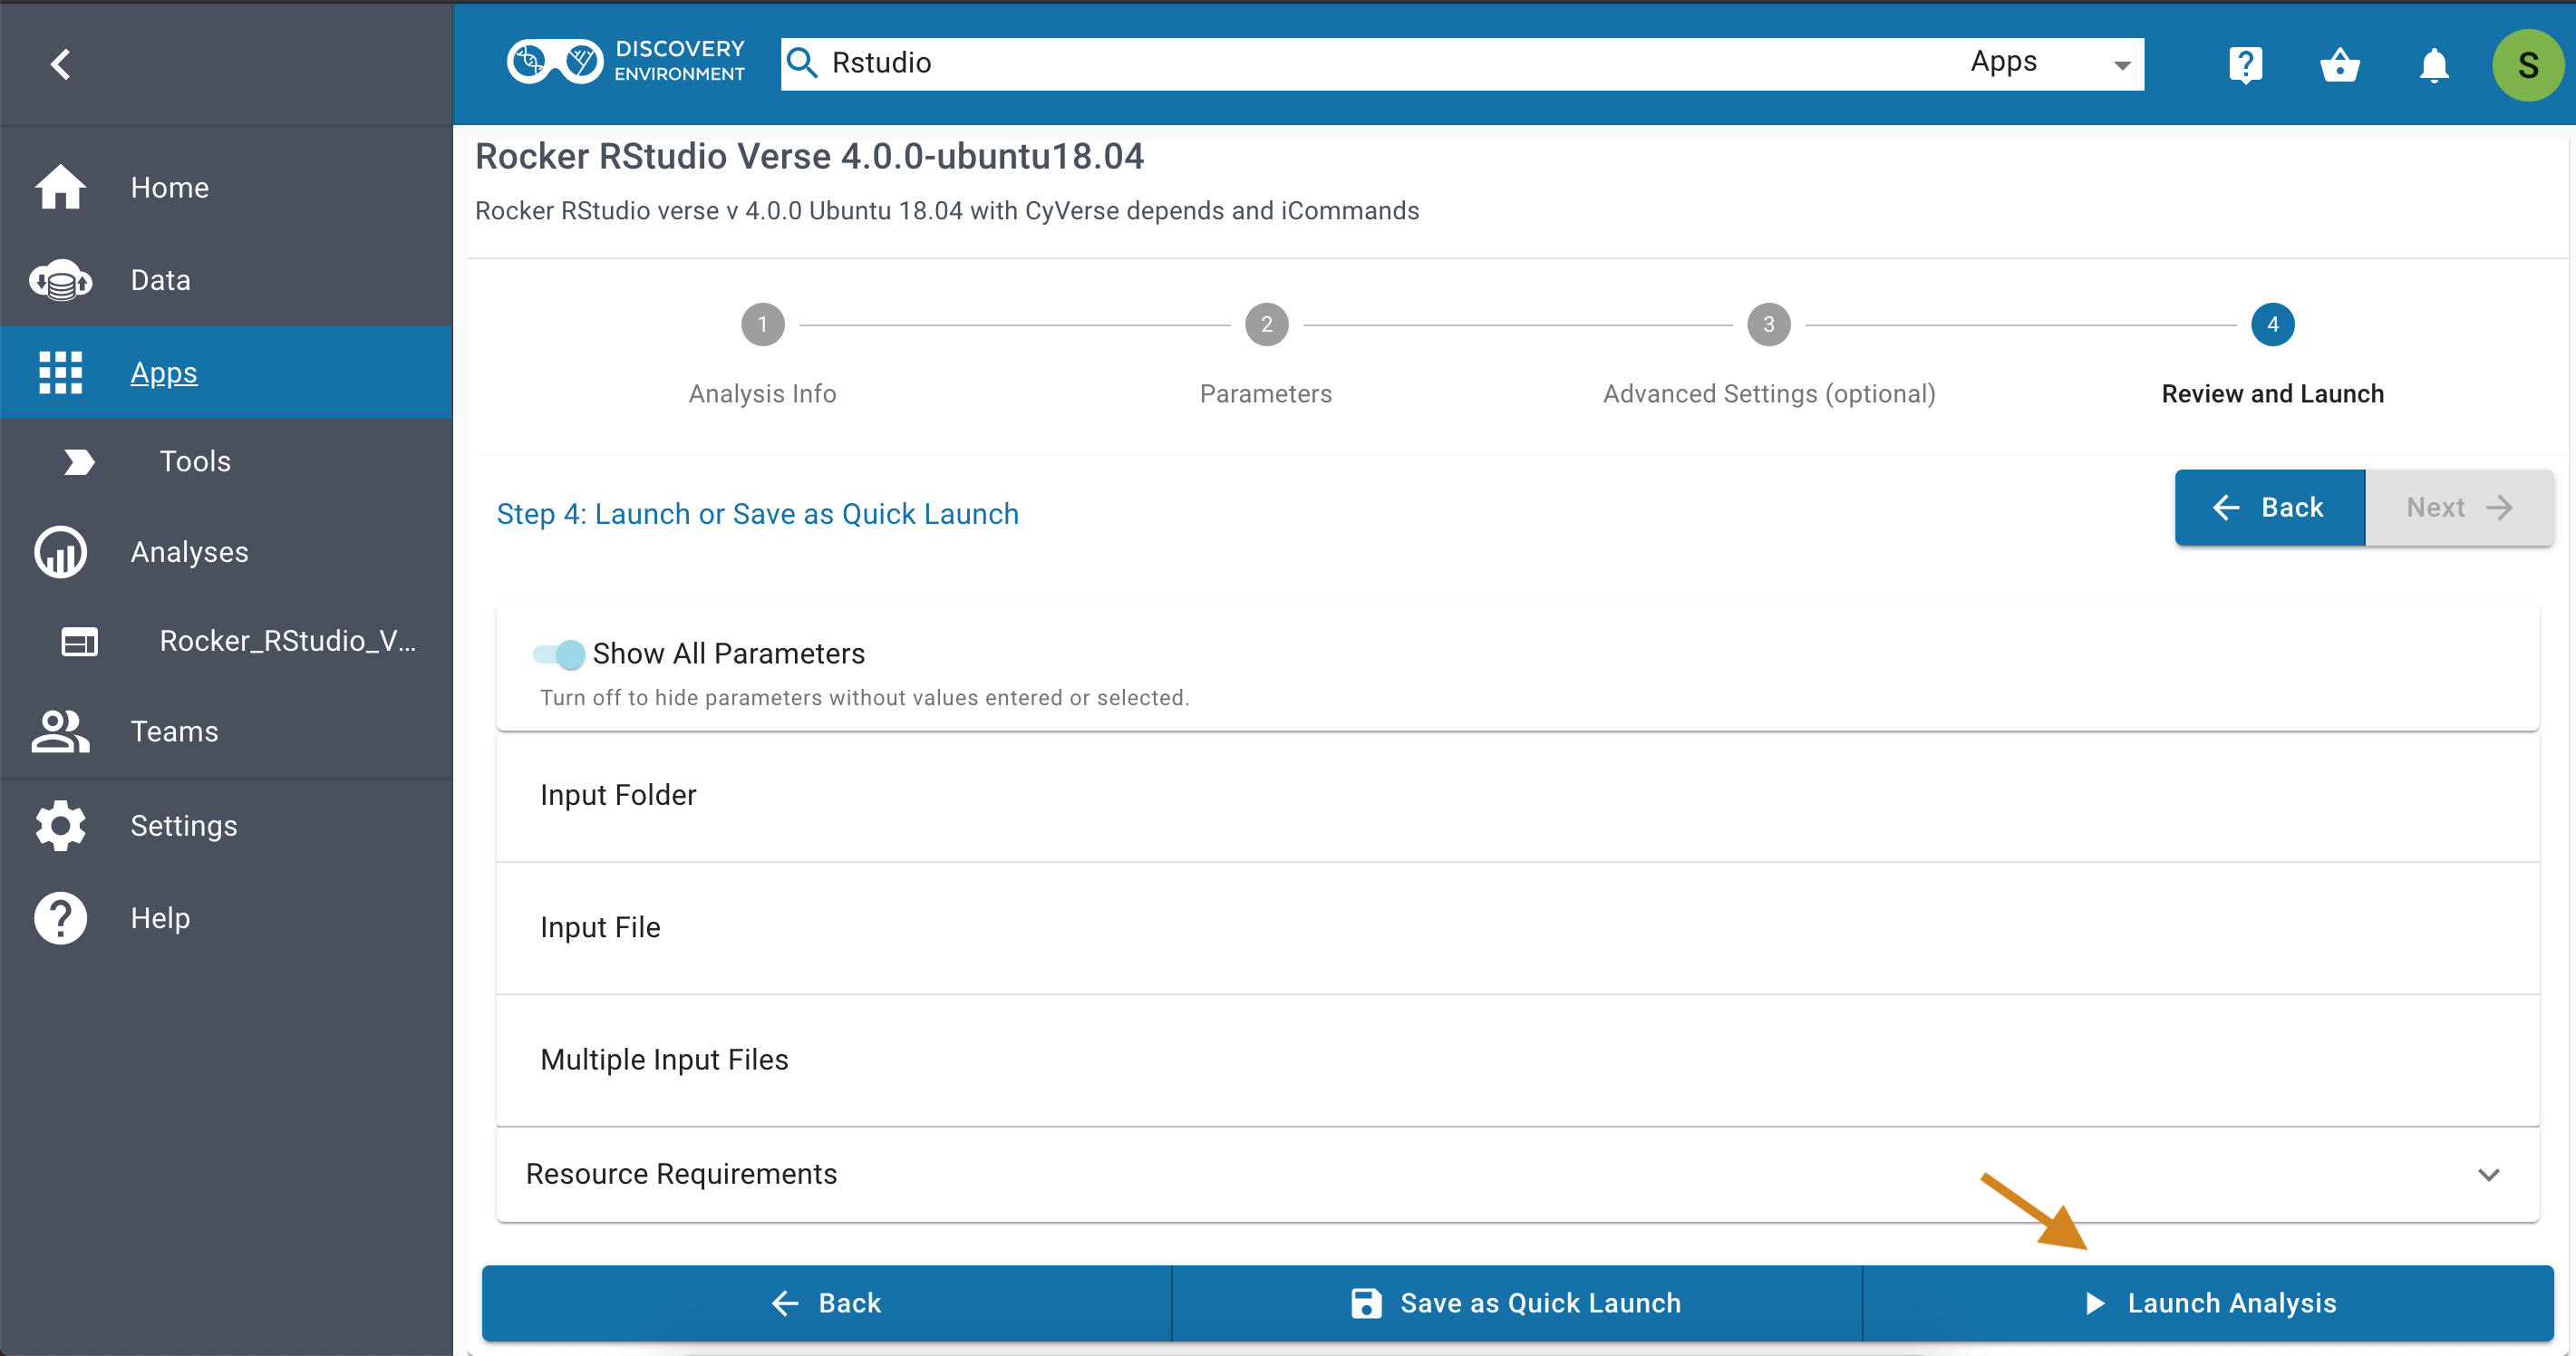 DISCOVERY
ENVIRONMENT
Rstudio
Apps
?
S
Home
Data
Apps
Tools
Analyses
Rocker_RStudio_V...
Teams
Settings
? Help
Rocker RStudio Verse 4.0.0-ubuntu18.04
Rocker RStudio verse v 4.0.0 Ubuntu 18.04 with CyVerse depends and iCommands
1 2 3 4
Analysis Info Parameters Advanced Settings (optional) Review and Launch
Step 4: Launch or Save as Quick Launch
Back Next
Show All Parameters
Turn off to hide parameters without values entered or selected.
Input Folder
Input File
Multiple Input Files
Resource Requirements
Back Save as Quick Launch Launch Analysis